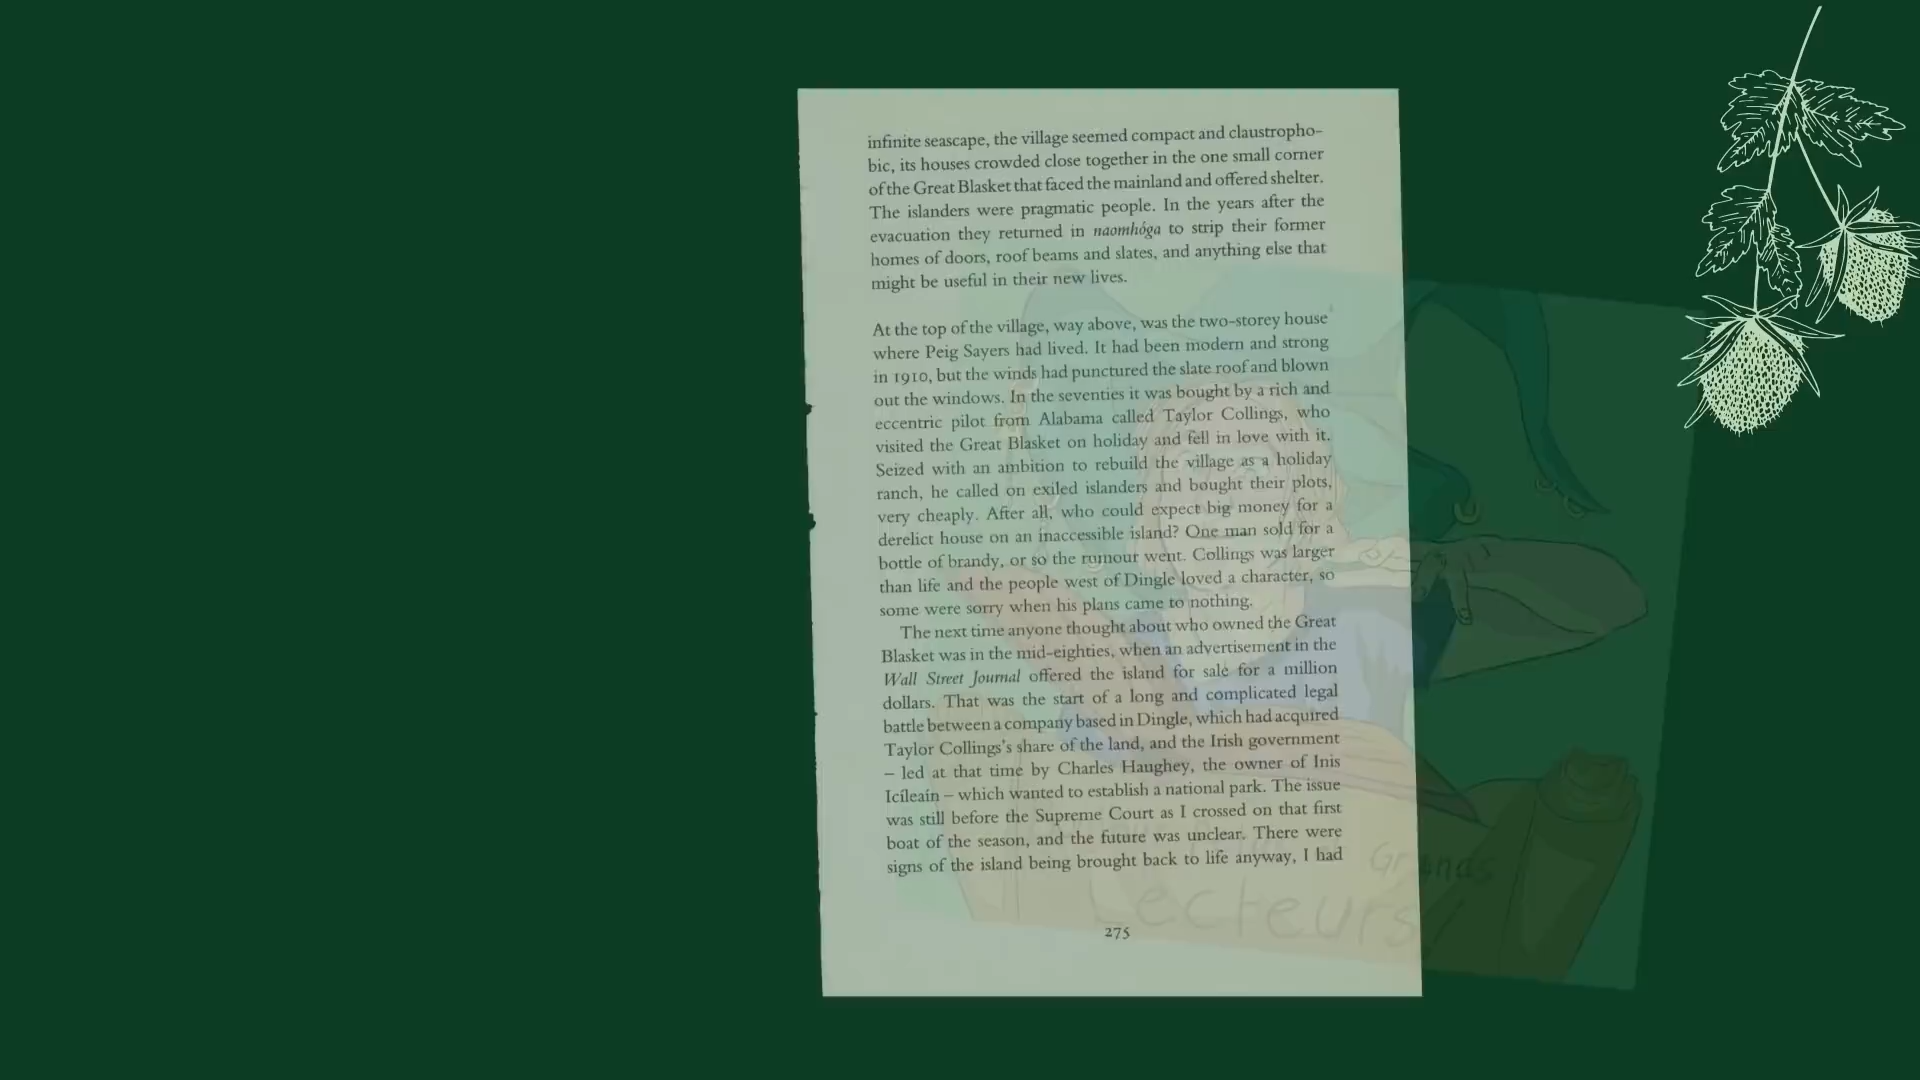 infinite seascape, the village seemed compact and claustropho-
bic, its houses crowded close together in the one small corner
of the Great Blasket that faced the mainland and offered shelter.
The islanders were pragmatic people. In the years after the
evacuation they returned in naomhóga to strip their former
homes of doors, roof beams and slates, and anything else that
might be useful in their new lives.
At the top of the village, way above, was the two-storey house
where Peig Sayers had lived. It had been modern and strong
in 1910, but the winds had punctured the slate roof and blown
out the windows. In the seventies it was bought by a rich and
eccentric pilot from Alabama called Taylor Collings, who
visited the Great Blasket on holiday and fell in love with it.
Seized with an ambition to rebuild the village as a holiday
ranch, he called on exiled islanders and bought their plots,
very cheaply. After all, who could expect big money for a
derelict house on an inaccessible island? One man sold for a
bottle of brandy, or so the rumour went. Collings was larger
than life and the people west of Dingle loved a character, so
some were sorry when his plans came to nothing.
The next time anyone thought about who owned the Great
Blasket was in the mid-eighties, when an advertisement in the
Wall Street Journal offered the island for sale for a million
dollars. That was the start of a long and complicated legal
battle between a company based in Dingle, which had acquired
Taylor Collings's share of the land, and the Irish government
– led at that time by Charles Haughey, the owner of Inis
Icíleaín – which wanted to establish a national park. The issue
was still before the Supreme Court as I crossed on that first
boat of the season, and the future was unclear. There were
signs of the island being brought back to life anyway, I had
Grands
Lecteurs!
275